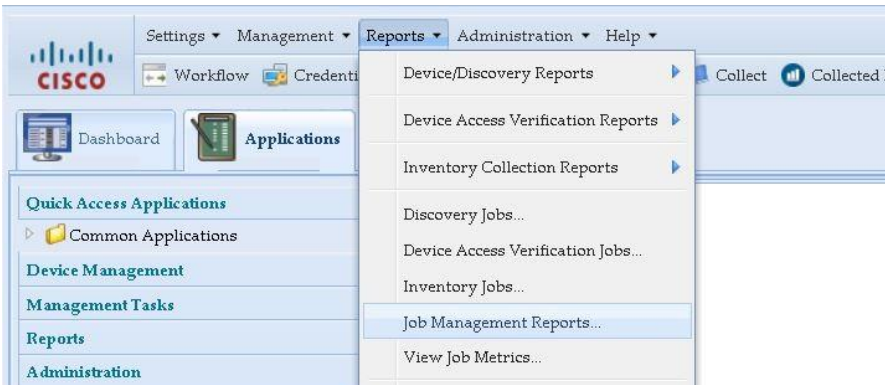 Settings Management Reports Administration Help
CISCO
Workflow Credenti
Collect Collected
Dashboard Applications
Quick Access Applications
Common Applications
Device Management
Management Tasks
Reports
Administration
Device/Discovery Reports
Device Access Verification Reports
Inventory Collection Reports
Discovery Jobs...
Device Access Verification Jobs...
Inventory Jobs...
Job Management Reports...
View Job Metrics...